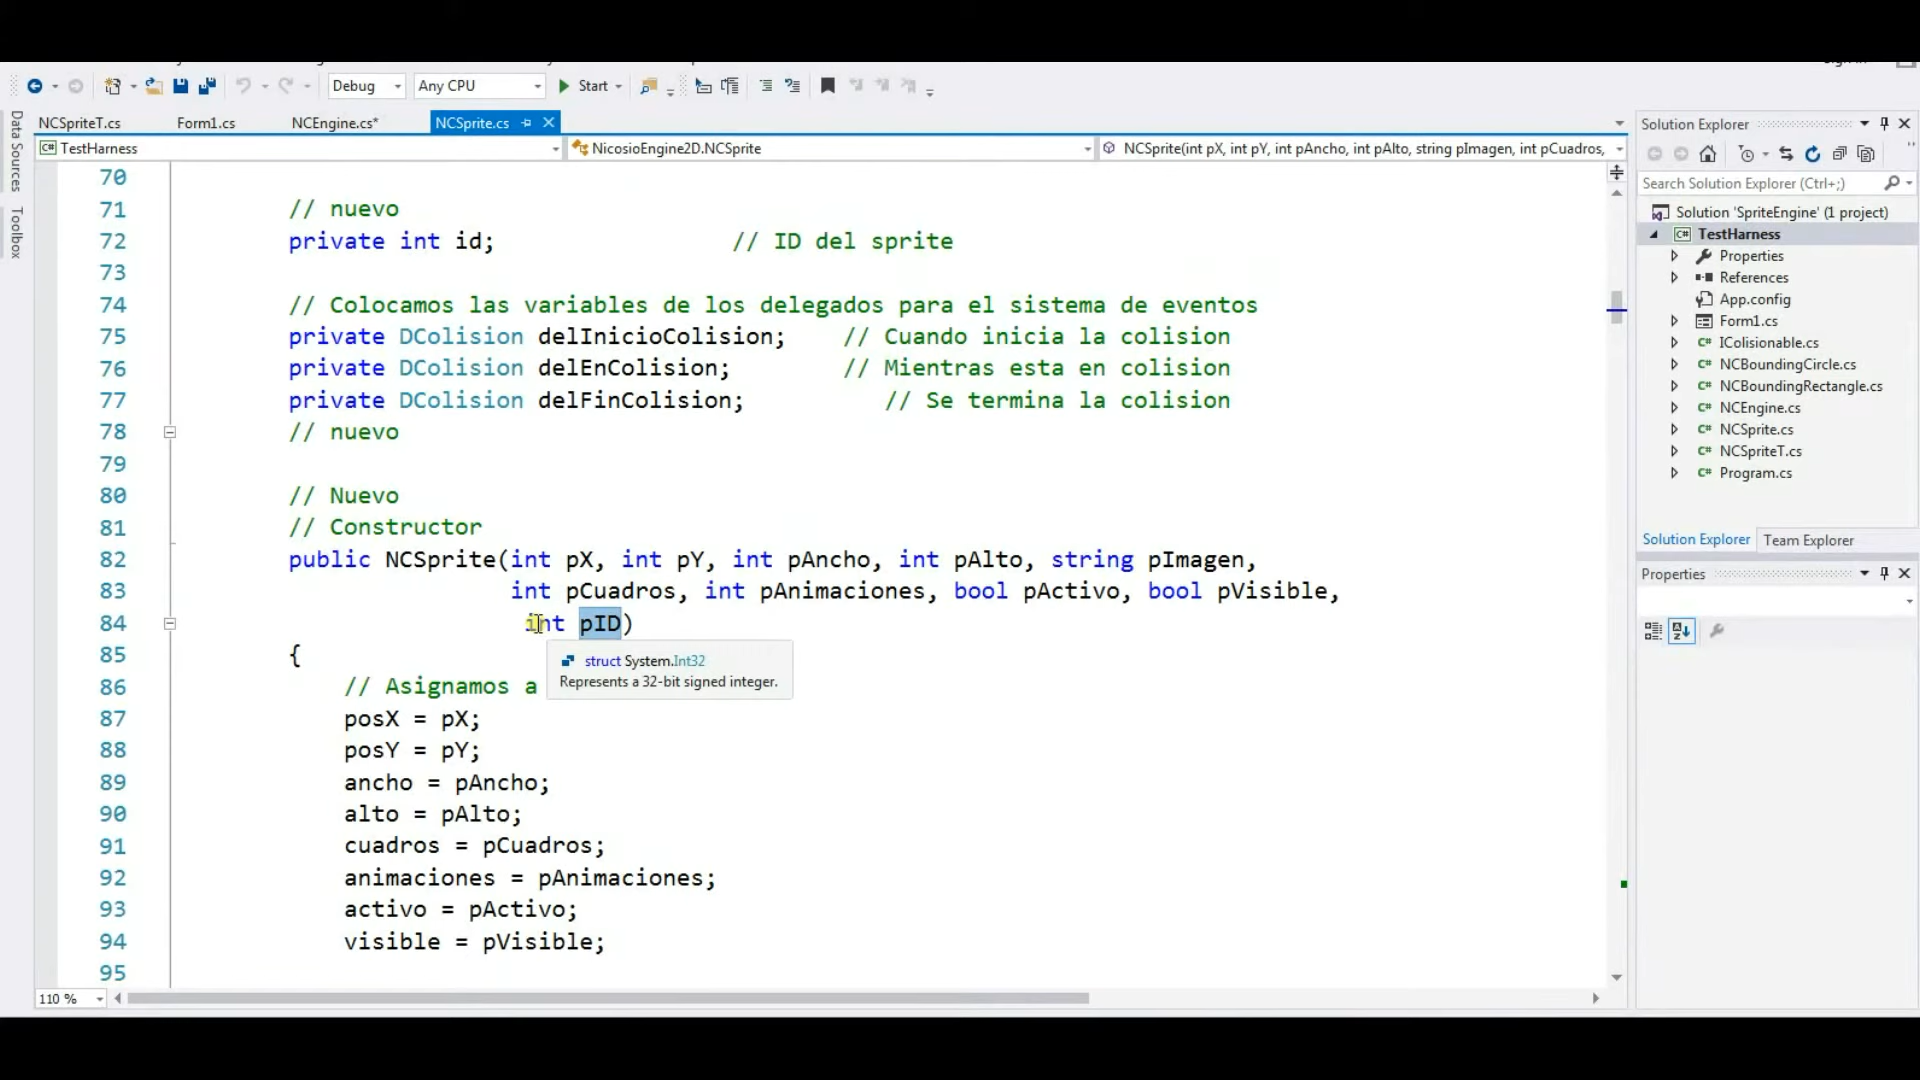 Debug
Any CPU
Start
NCSpriteT.cs
Form1.cs
NCEngine.cs*
NCSprite.cs
TestHarness
NicosioEngine2D.NCSprite
NCSprite(int pX, int pY, int pAncho, int pAlto, string pImagen, int pCuadros,
Data Sources
Toolbox
70
71 // nuevo
72 private int id; // ID del sprite
73
74 // Colocamos las variables de los delegados para el sistema de eventos
75 private DColision delInicioColision; // Cuando inicia la colision
76 private DColision delEnColision; // Mientras esta en colision
77 private DColision delFinColision; // Se termina la colision
78 // nuevo
79
80 // Nuevo
81 // Constructor
82 public NCSprite(int pX, int pY, int pAncho, int pAlto, string pImagen,
83 int pCuadros, int pAnimaciones, bool pActivo, bool pVisible,
84 int pID)
85 {
86 // Asignamos a
87 posX = pX;
88 posY = pY;
89 ancho = pAncho;
90 alto = pAlto;
91 cuadros = pCuadros;
92 animaciones = pAnimaciones;
93 activo = pActivo;
94 visible = pVisible;
95
struct System.Int32
Represents a 32-bit signed integer.
110 %
Solution Explorer
Search Solution Explorer (Ctrl+;)
Solution 'SpriteEngine' (1 project)
TestHarness
Properties
References
App.config
Form1.cs
IColisionable.cs
NCBoundingCircle.cs
NCBoundingRectangle.cs
NCEngine.cs
NCSprite.cs
NCSpriteT.cs
Program.cs
Solution Explorer
Team Explorer
Properties